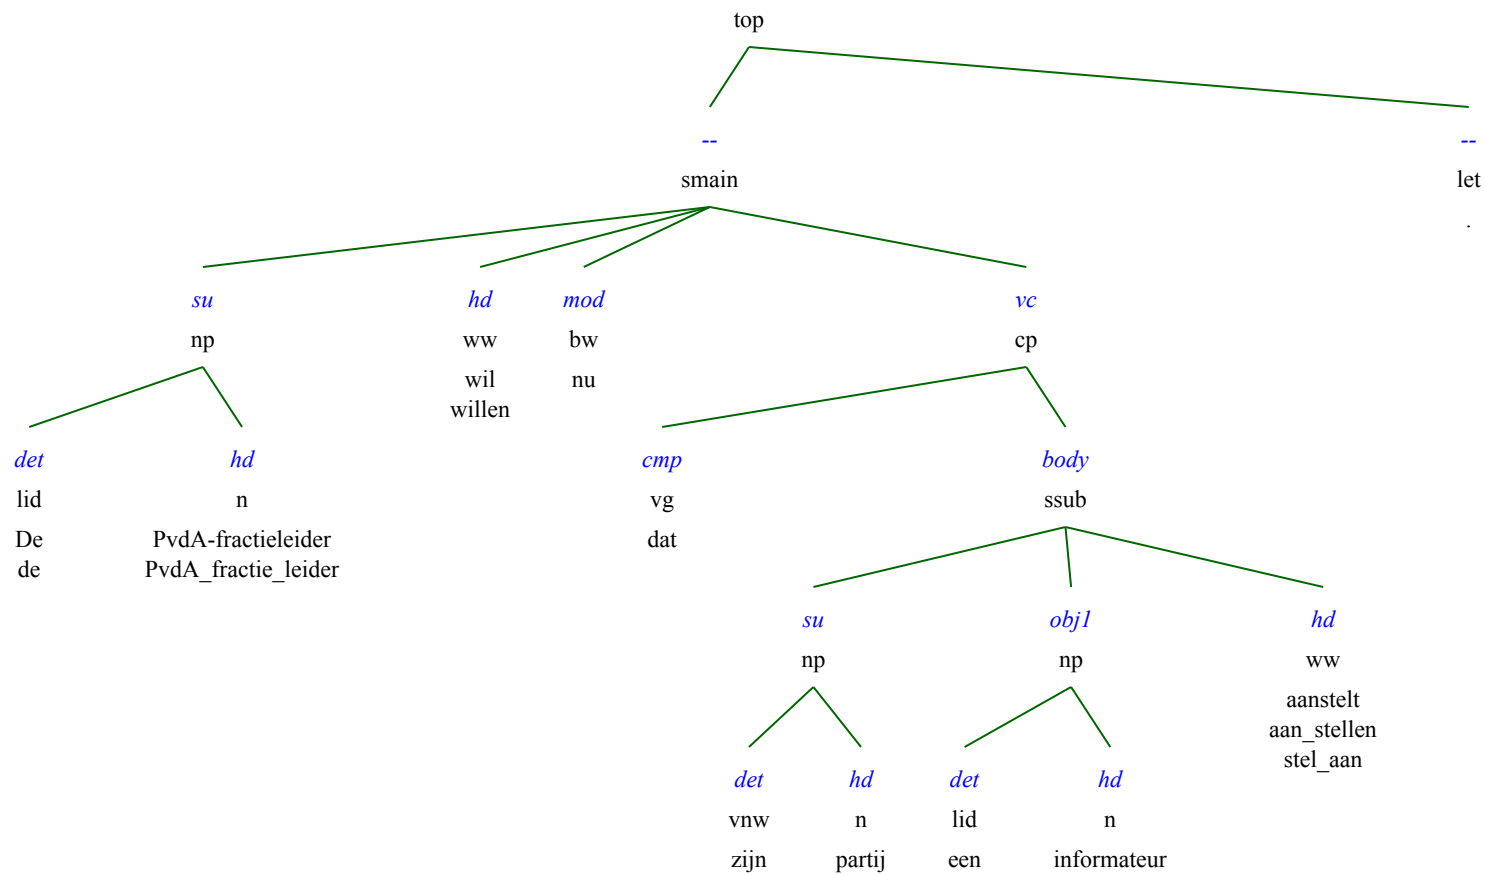 top
-- --
smain let
.
su hd mod vc
np ww bw cp
wil nu
willen
det hd cmp body
lid n vg ssub
De PvdA-fractieleider dat
de PvdA_fractie_leider
su obj1 hd
np np ww
aanstelt
aan_stellen
stel_aan
det hd det hd
vnw n lid n
zijn partij een informateur